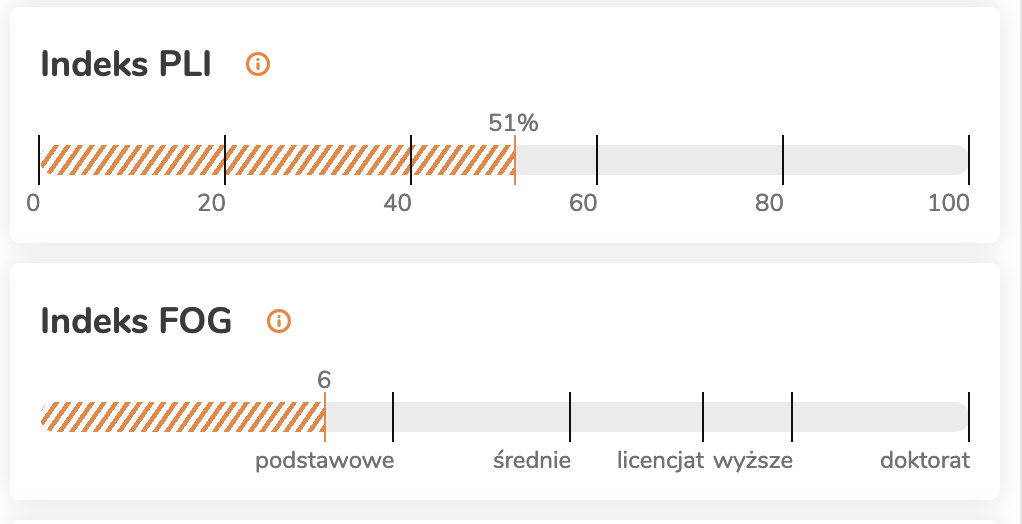 Indeks PLI
51%
0 20 40 60 80 100
Indeks FOG
6
podstawowe średnie licencjat wyższe doktorat